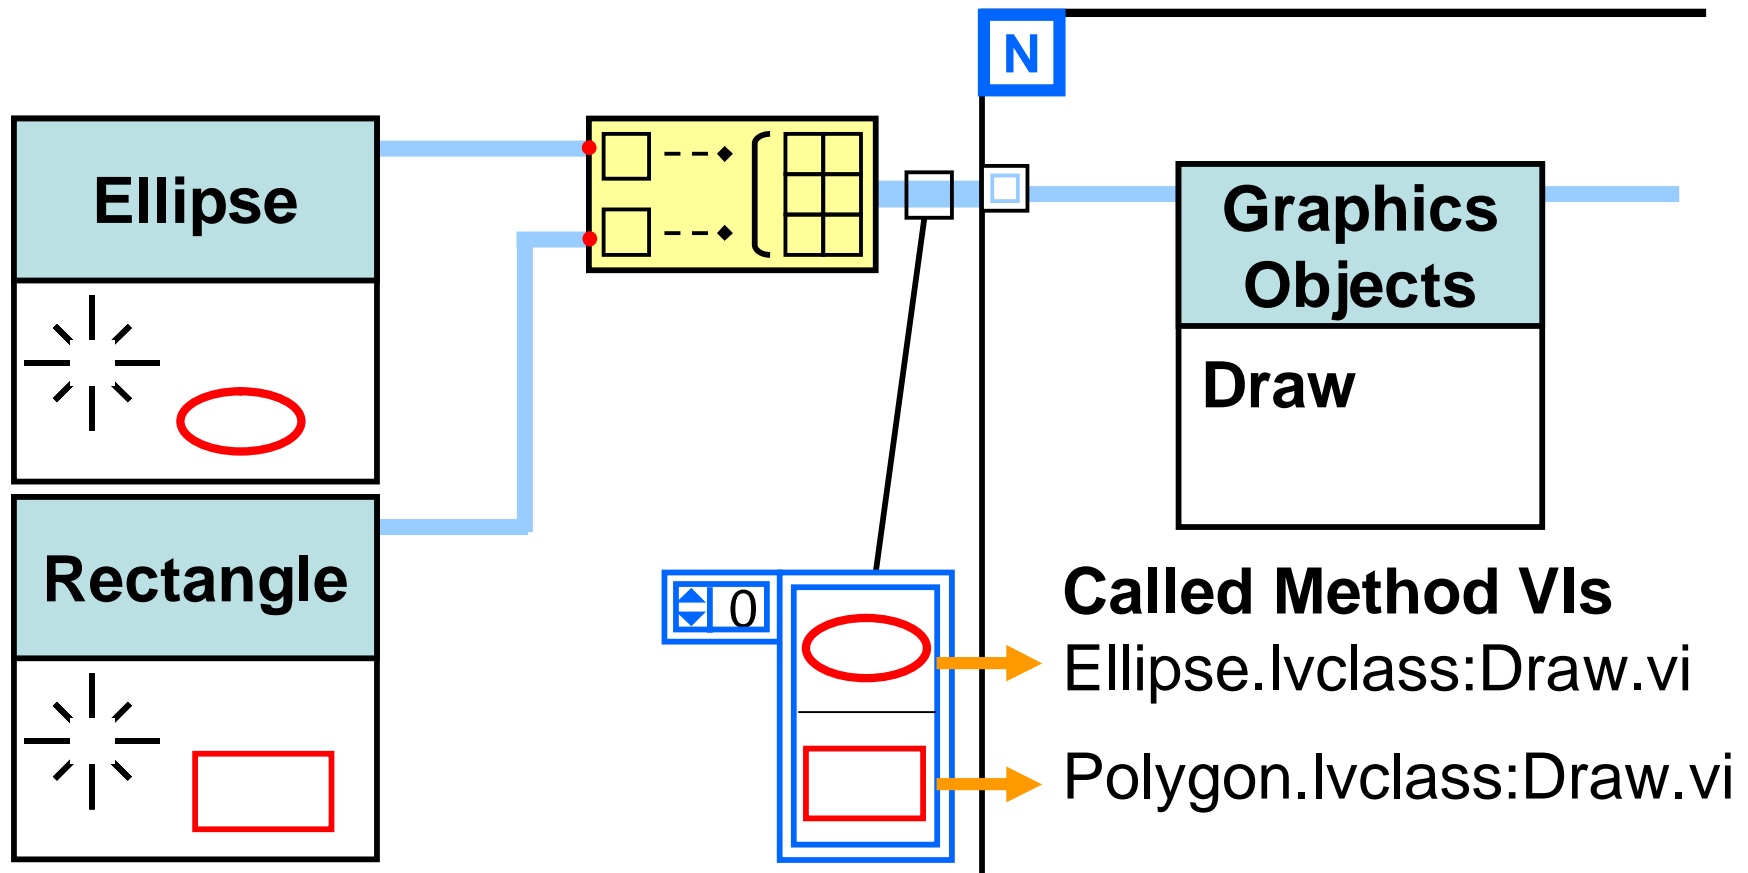 N
Ellipse
Graphics
Objects
Draw
Rectangle
0
Called Method VIs
Ellipse.lvclass:Draw.vi
Polygon.lvclass:Draw.vi